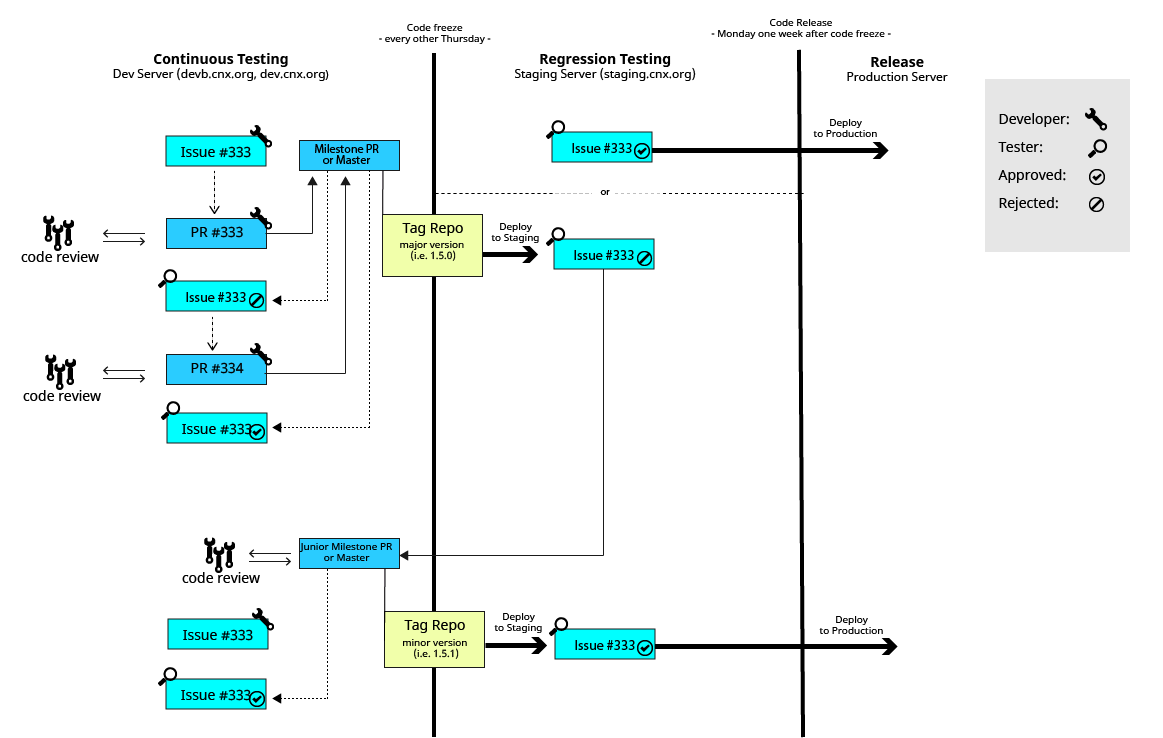 Code freeze
- every other Thursday -
Code Release
- Monday one week after code freeze -
Continuous Testing
Dev Server (devb.cnx.org, dev.cnx.org)
Regression Testing
Staging Server (staging.cnx.org)
Release
Production Server
Developer:
Tester:
Approved:
Rejected:
Issue #333
Milestone PR
or Master
Issue #333
Deploy
to Production
or
PR #333
code review
Tag Repo
major version
(i.e. 1.5.0)
Deploy
to Staging
Issue #333
Issue #333
PR #334
code review
Issue #333
Junior Milestone PR
or Master
code review
Issue #333
Tag Repo
minor version
(i.e. 1.5.1)
Deploy
to Staging
Issue #333
Deploy
to Production
Issue #333